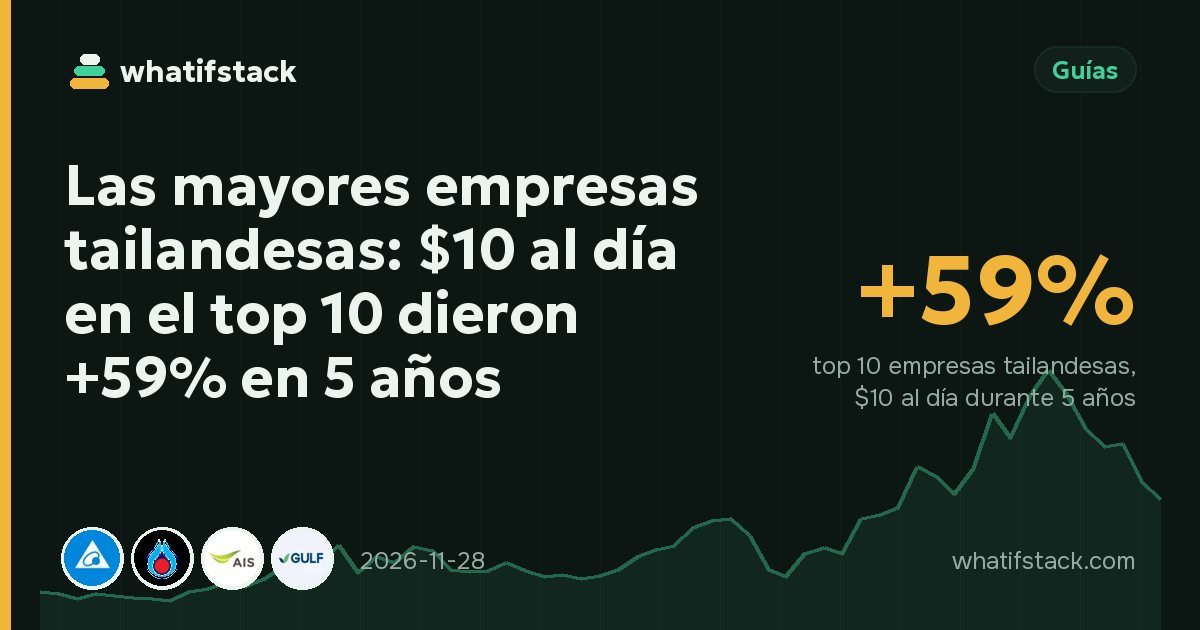 whatifstack
Guías
Las mayores empresas
tailandesas: $10 al día
en el top 10 dieron
+59% en 5 años
+59%
top 10 empresas tailandesas,
$10 al día durante 5 años
AIS
GULF
2026-11-28
whatifstack.com